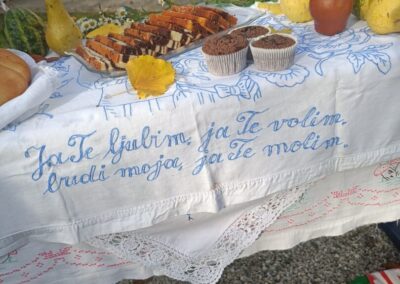 Ja Te ljubim, ja Te volim.
budi moja, ja Te molim.